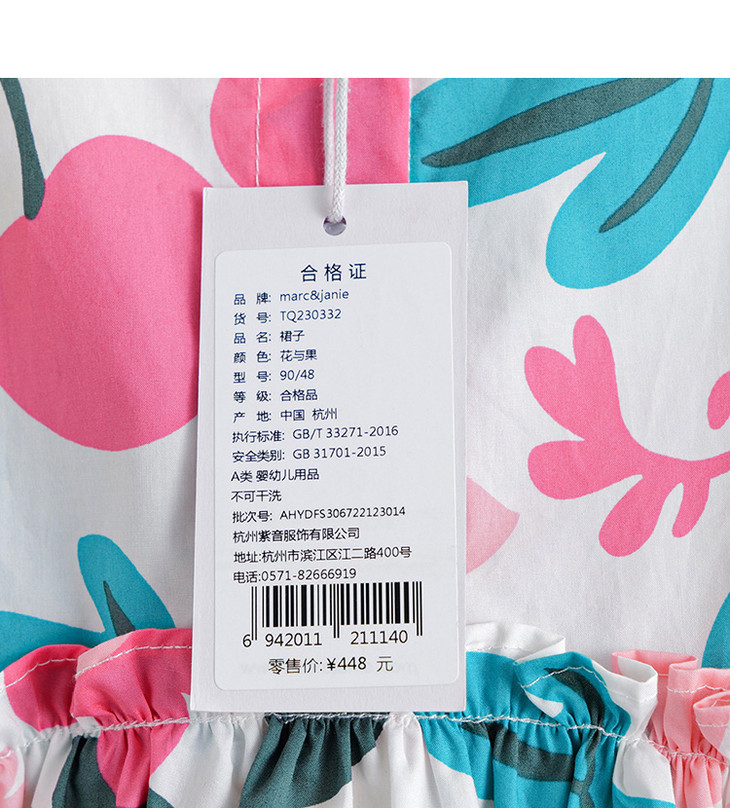 合格证
品 牌: marc&janie
货 号: TQ230332
品 名: 裙子
颜 色: 花与果
型 号: 90/48
等 级: 合格品
产 地: 中国 杭州
执行标准: GB/T 33271-2016
安全类别: GB 31701-2015
A类 婴幼儿用品
不可干洗
批次号: AHYDFS306722123014
杭州紫音服饰有限公司
地址:杭州市滨江区江二路400号
电话:0571-82666919
6 942011 211140
零售价:¥448 元